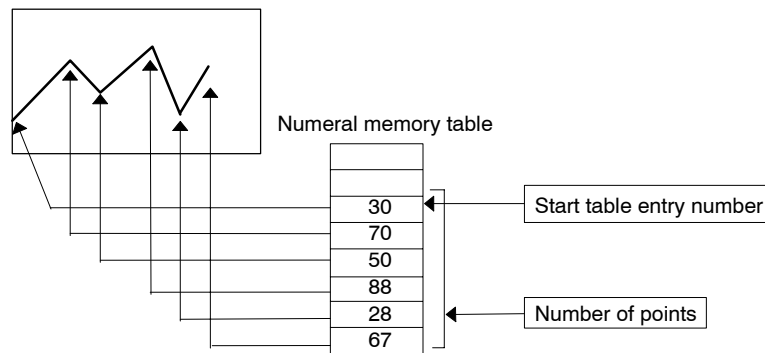 Numeral memory table
30
Start table entry number
70
50
88
28
Number of points
67